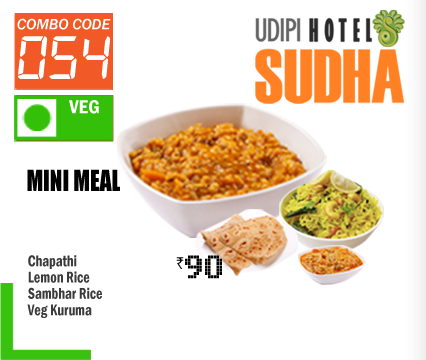 COMBO CODE
054
VEG
UDIPI HOTEL
SUDHA
MINI MEAL
₹90
Chapathi
Lemon Rice
Sambhar Rice
Veg Kuruma